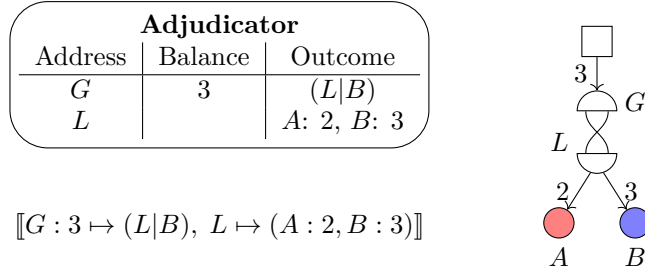 Adjudicator
Address Balance Outcome
G 3 (L|B)
L A: 2, B: 3
⟦G : 3 ↦ (L|B), L ↦ (A : 2, B : 3)⟧
3
G
L
2 3
A B